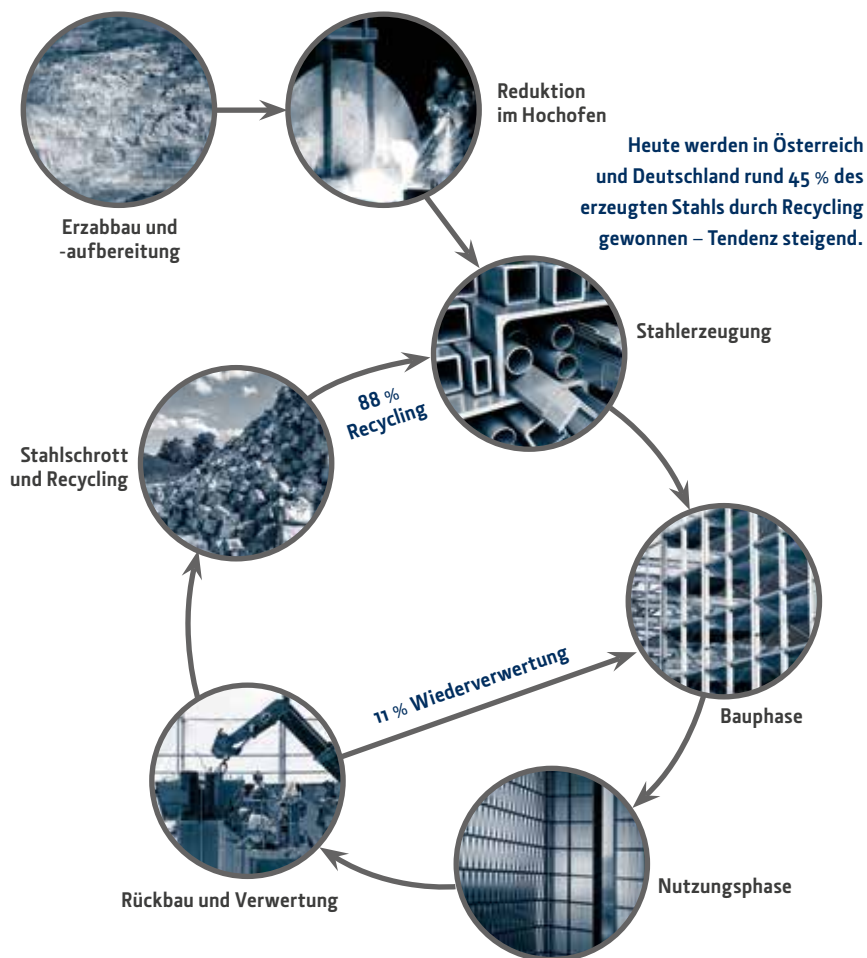 Reduktion
im Hochofen
Heute werden in Österreich
und Deutschland rund 45 % des
erzeugten Stahls durch Recycling
gewonnen – Tendenz steigend.
Erzabbau und
-aufbereitung
Stahlerzeugung
88 %
Recycling
Stahlschrott
und Recycling
11 % Wiederverwertung
Bauphase
Nutzungsphase
Rückbau und Verwertung